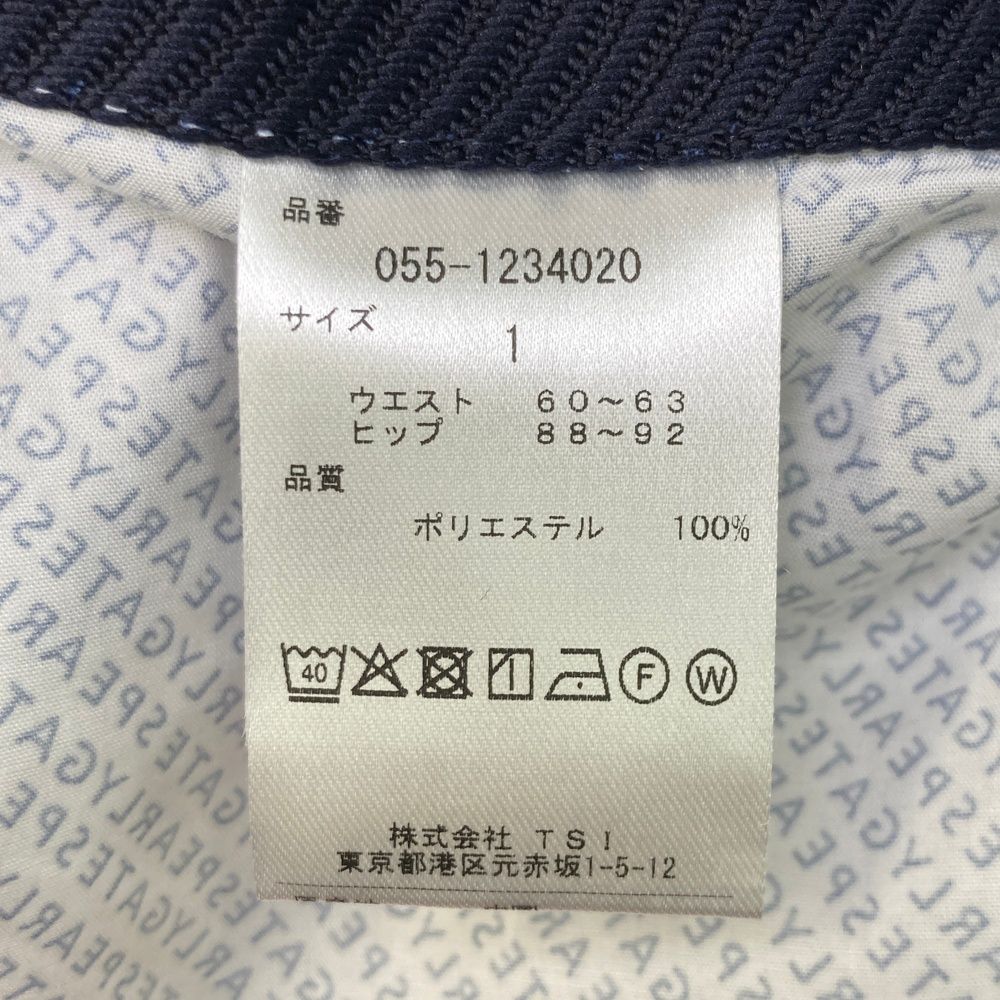 品番
055-1234020
サイズ
1
ウエスト 60～63
ヒップ 88～92
品質
ポリエステル 100%
40
F
W
株式会社 TSI
東京都港区元赤坂1-5-12
PEARLYGATES